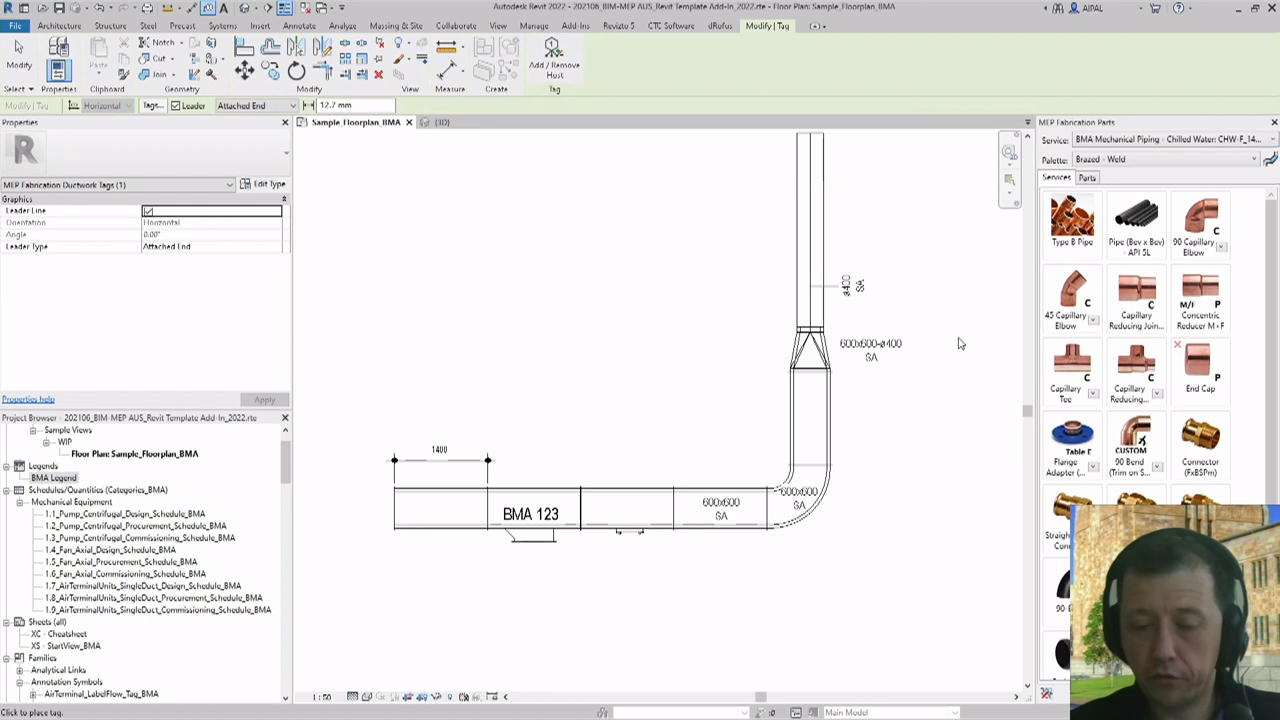 Autodesk Revit 2022 - 202106_BIM-MEP AUS_Revit Template Add-In_2022.rte - Floor Plan: Sample_Floorplan_BMA
AIPAL
File Architecture Structure Steel Precast Systems Insert Annotate Analyze Massing & Site Collaborate View Manage Add-Ins Revizto 5 CTC Software dRofus Modify | Tag
Modify
Paste
Notch
Cut
Join
Add / Remove
Host
Select Properties Clipboard Geometry Modify View Measure Create Tag
Modify | Tag Horizontal Tags... Leader Attached End 12.7 mm
Properties
Sample_Floorplan_BMA {3D}
MEP Fabrication Parts
Service: BMA Mechanical Piping - Chilled Water: CHW-F_14...
Palette: Brazed - Weld
Services Parts
MEP Fabrication Ductwork Tags (1) Edit Type
Graphics
Leader Line
Orientation Horizontal
Angle 0.00°
Leader Type Attached End
Properties help Apply
Project Browser - 202106_BIM-MEP AUS_Revit Template Add-In_2022.rte
Sample Views
WIP
Floor Plan: Sample_Floorplan_BMA
Legends
BMA Legend
Schedules/Quantities (Categories_BMA)
Mechanical Equipment
1.1_Pump_Centrifugal_Design_Schedule_BMA
1.2_Pump_Centrifugal_Procurement_Schedule_BMA
1.3_Pump_Centrifugal_Commissioning_Schedule_BMA
1.4_Fan_Axial_Design_Schedule_BMA
1.5_Fan_Axial_Procurement_Schedule_BMA
1.6_Fan_Axial_Commissioning_Schedule_BMA
1.7_AirTerminalUnits_SingleDuct_Design_Schedule_BMA
1.8_AirTerminalUnits_SingleDuct_Procurement_Schedule_BMA
1.9_AirTerminalUnits_SingleDuct_Commissioning_Schedule_BMA
Sheets (all)
XC - Cheatsheet
XS - StartView_BMA
Families
Analytical Links
Annotation Symbols
AirTerminal_LabelFlow_Tag_BMA
ø400
SA
600x600-ø400
SA
1400
BMA 123
600x600
SA
600x600
SA
Type B Pipe
Pipe (Bev x Bev)
- API 5L
90 Capillary
Elbow
C
45 Capillary
Elbow
C
Capillary
Reducing Join...
C
Concentric
Reducer M+F
M/F P
Capillary
Tee
C
Capillary
Reducing...
C
End Cap
P
Flange
Adapter (...
Table E
90 Bend
(Trim on S...
CUSTOM
Connector
(FxBSPm)
1 : 50
Click to place tag.
:0
Main Model